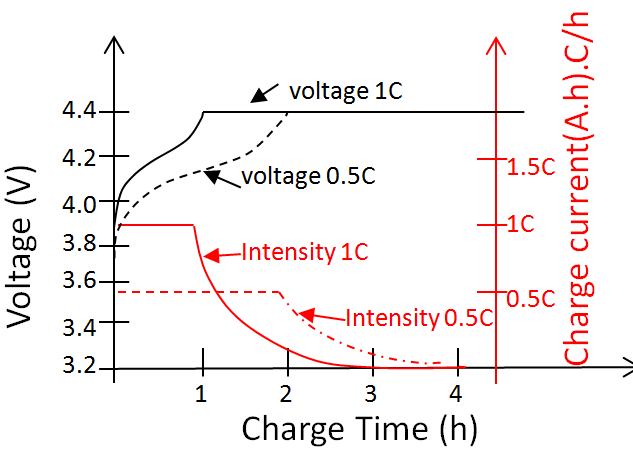 voltage 1C
voltage 0.5C
Intensity 1C
Intensity 0.5C
Voltage (V)
4.4
4.2
4.0
3.8
3.6
3.4
3.2
1
2
3
4
Charge Time (h)
1.5C
1C
0.5C
Charge current(A.h).C/h